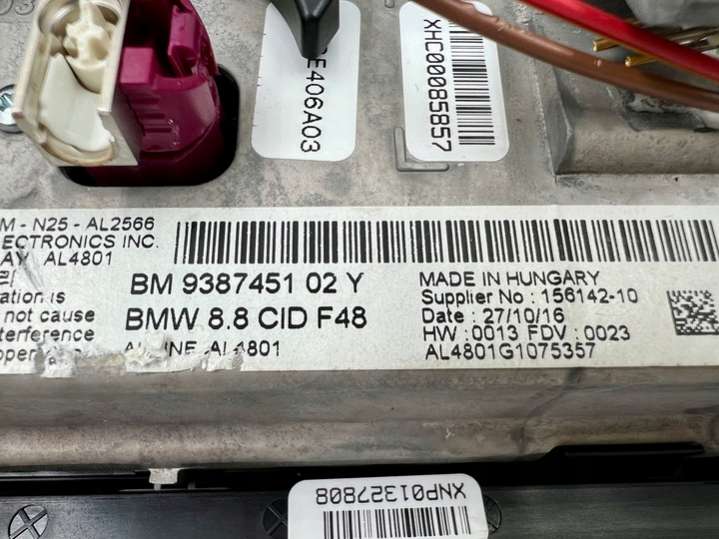 E406A03
XHC00085857
M - N25 - AL2566
ECTRONICS INC.
AY AL4801
ation is
not cause
terference
BM 9387451 02 Y
BMW 8.8 CID F48
AL4801
MADE IN HUNGARY
Supplier No : 156142-10
Date : 27/10/16
HW :0013 FDV :0023
AL4801G1075357
XNP01327808